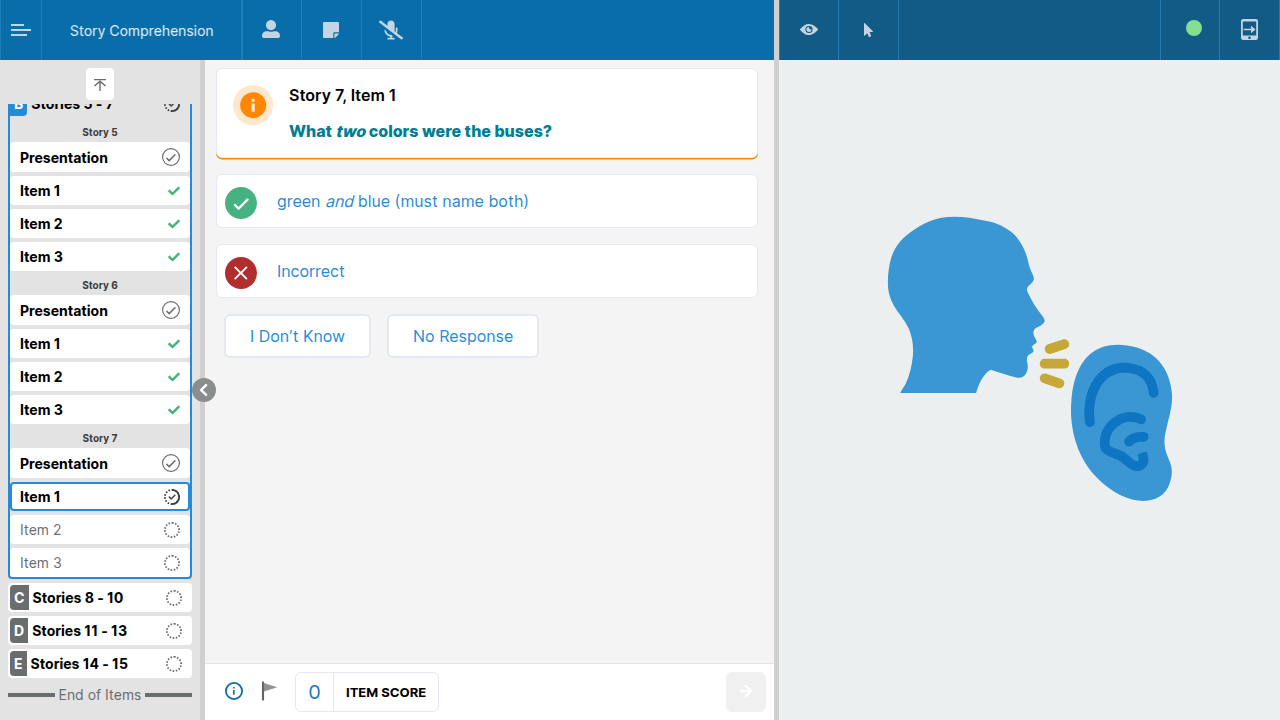 Story Comprehension
B Stories 5 - 7
Story 5
Presentation
Item 1
Item 2
Item 3
Story 6
Presentation
Item 1
Item 2
Item 3
Story 7
Presentation
Item 1
Item 2
Item 3
C Stories 8 - 10
D Stories 11 - 13
E Stories 14 - 15
End of Items
Story 7, Item 1
What two colors were the buses?
green and blue (must name both)
Incorrect
I Don’t Know
No Response
0 ITEM SCORE